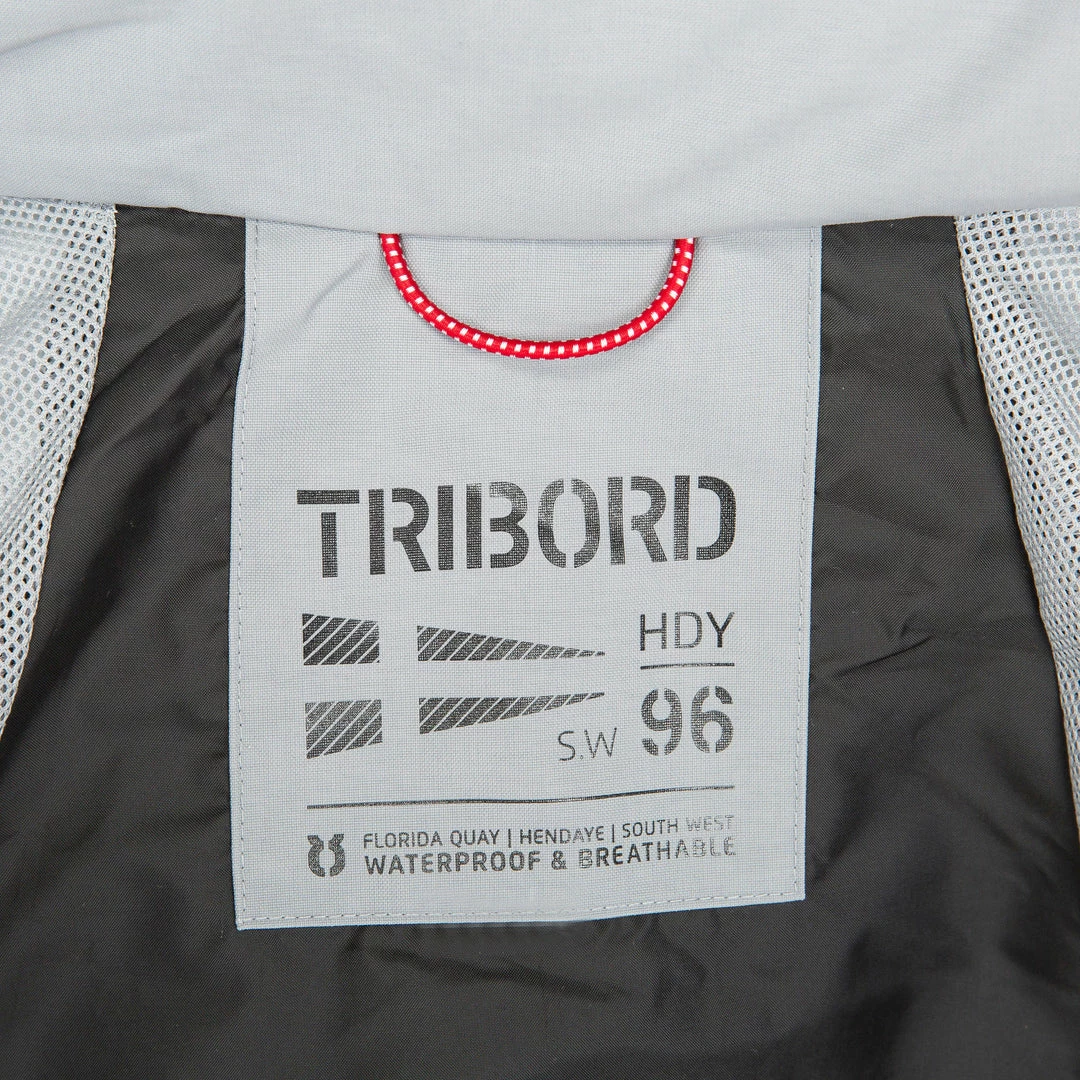 TRIBORD
HDY
S.W 96
FLORIDA QUAY | HENDAYE | SOUTH WEST
WATERPROOF & BREATHABLE